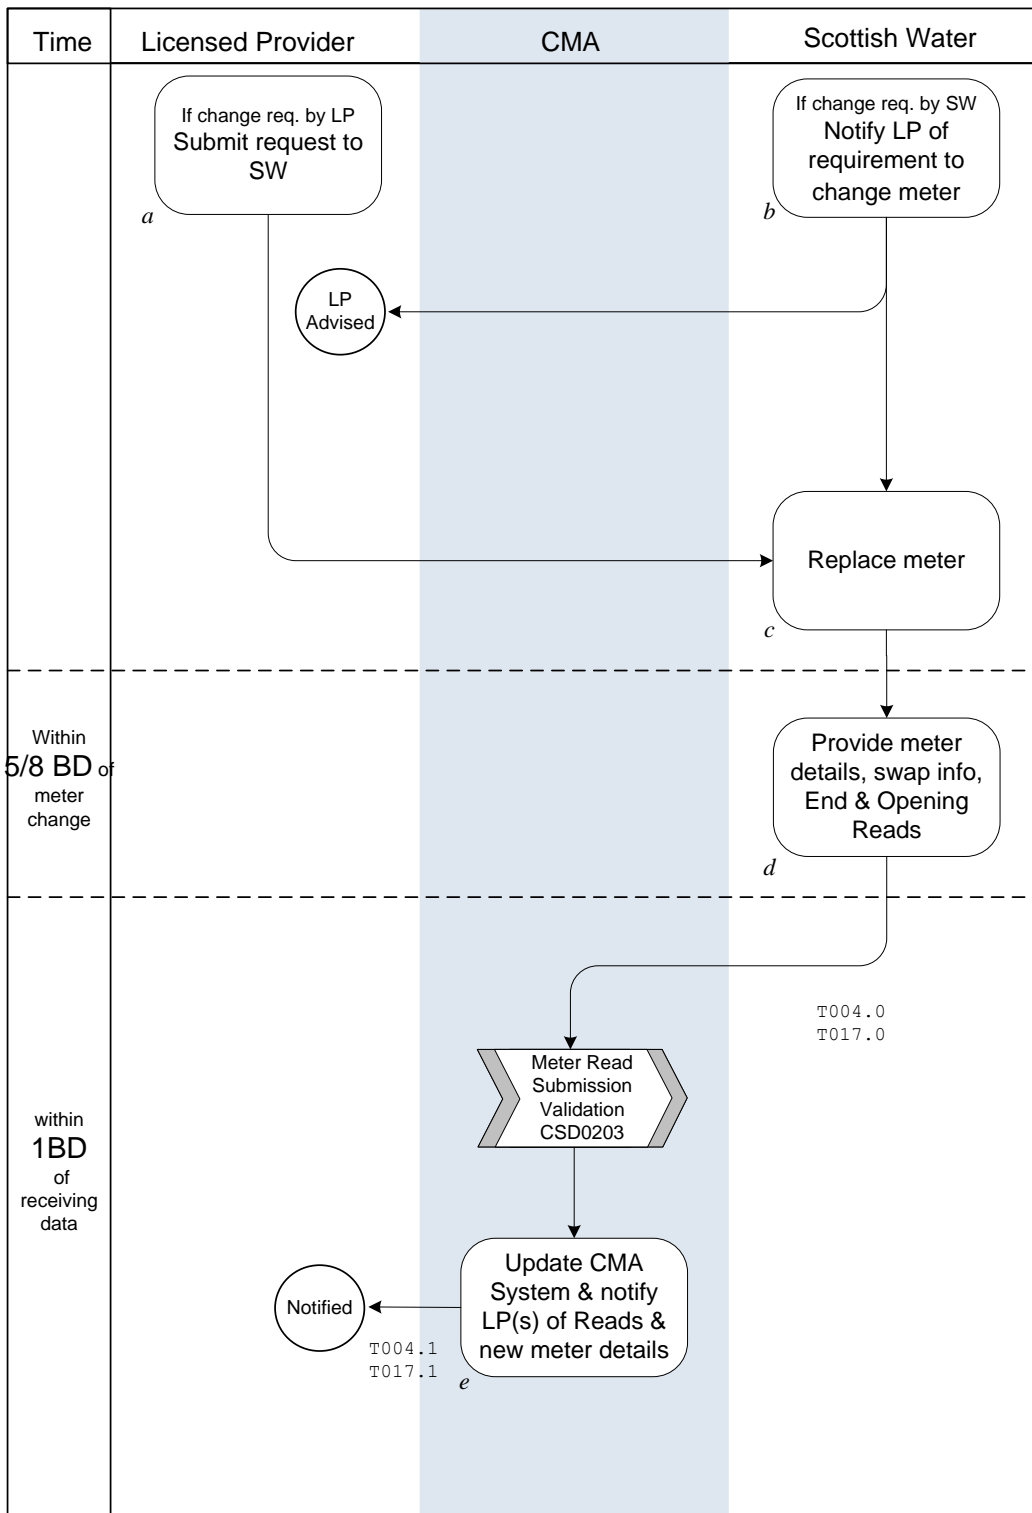 Time
Licensed Provider
CMA
Scottish Water
If change req. by LP
Submit request to
SW
a
If change req. by SW
Notify LP of
requirement to
change meter
b
LP
Advised
Replace meter
c
Within
5/8 BD of
meter
change
Provide meter
details, swap info,
End & Opening
Reads
d
T004.0
T017.0
within
1BD
of
receiving
data
Meter Read
Submission
Validation
CSD0203
Update CMA
System & notify
LP(s) of Reads &
new meter details
e
Notified
T004.1
T017.1